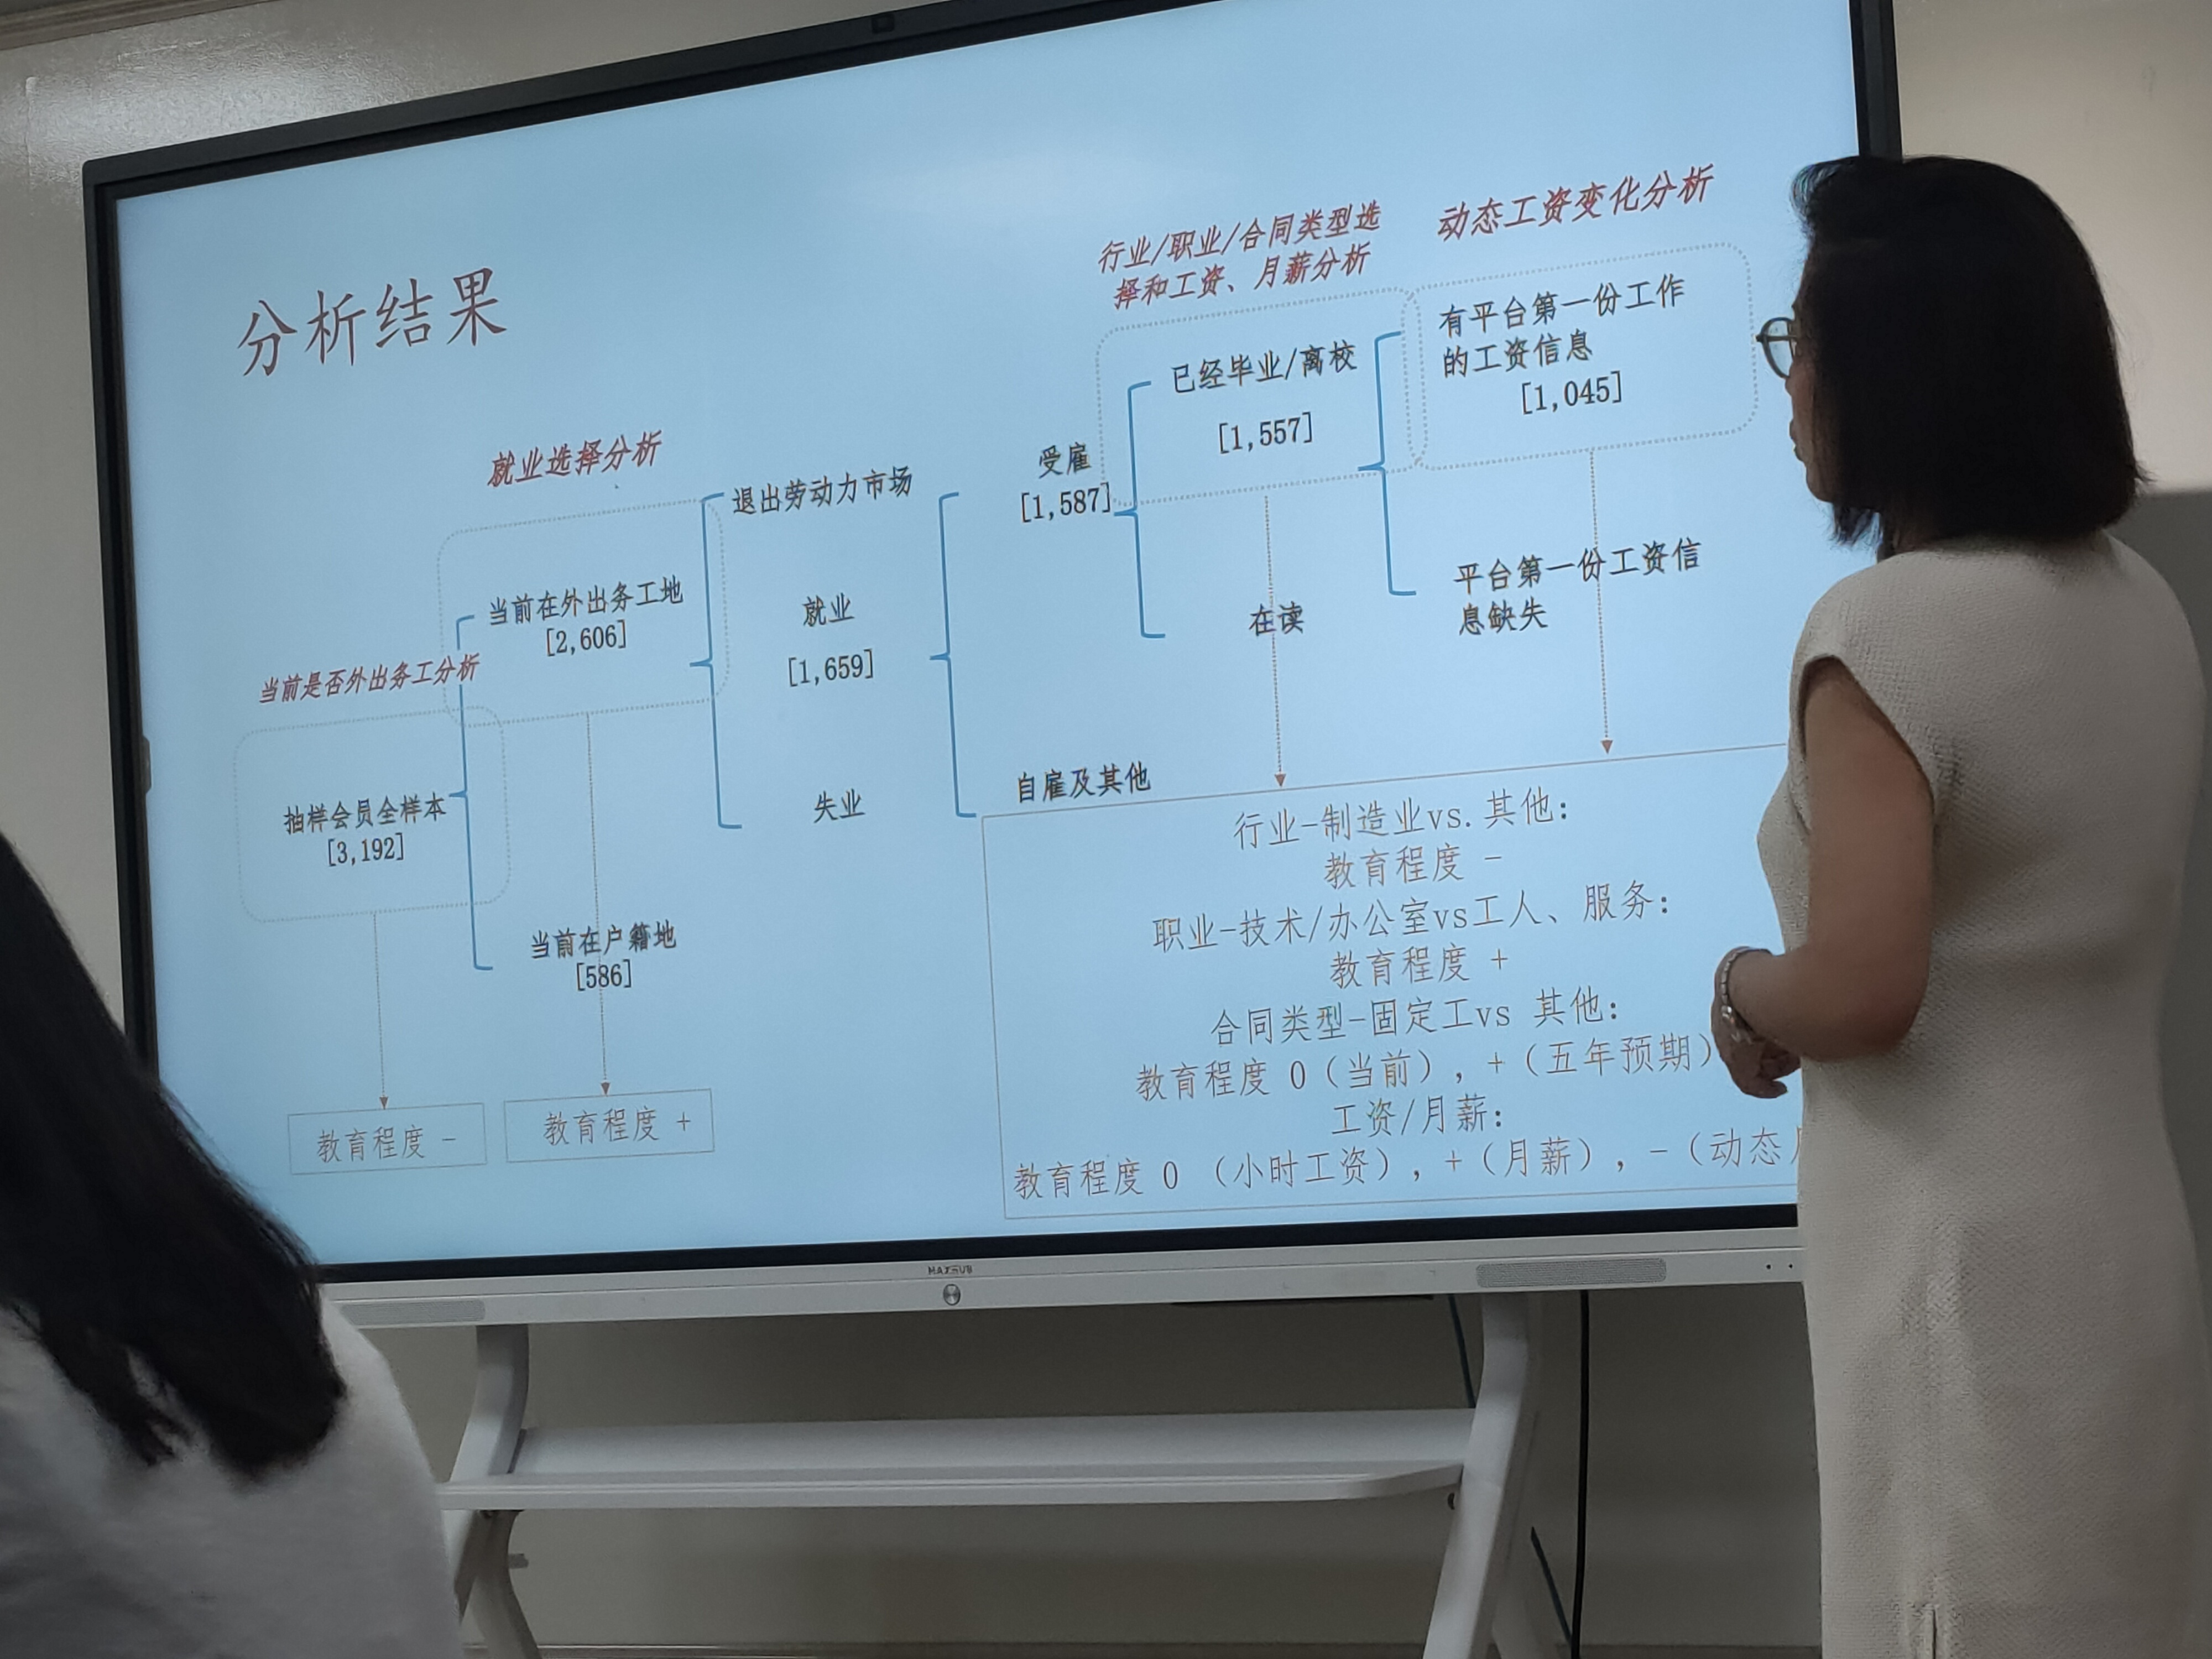 分析结果
行业/职业/合同类型选
择和工资、月薪分析
动态工资变化分析
有平台第一份工作
的工资信息
[1,045]
已经毕业/离校
[1,557]
受雇
[1,587]
就业选择分析
退出劳动力市场
当前在外出务工地
[2,606]
就业
[1,659]
平台第一份工资信
息缺失
在读
当前是否外出务工分析
抽样会员全样本
[3,192]
失业
自雇及其他
当前在户籍地
[586]
教育程度 -
教育程度 +
行业-制造业vs.其他:
教育程度 -
职业-技术/办公室vs工人、服务:
教育程度 +
合同类型-固定工vs 其他:
教育程度 0(当前), +(五年预期)
工资/月薪:
教育程度 0 (小时工资), +(月薪), -(动态
MAXHUB